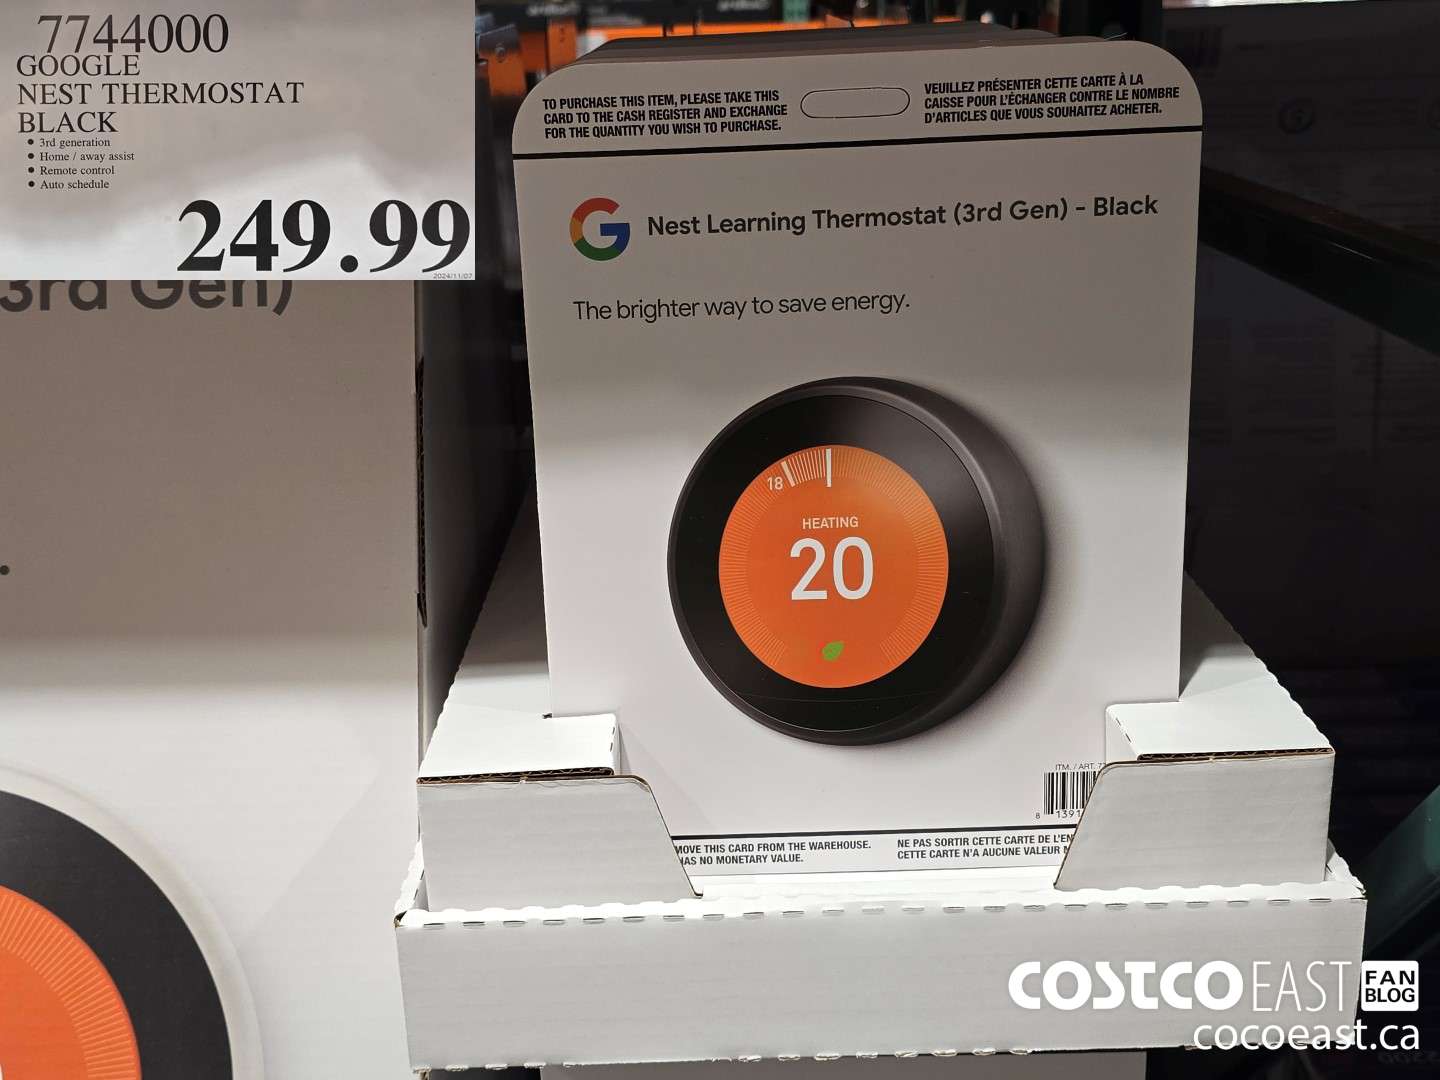 7744000
GOOGLE
NEST THERMOSTAT
BLACK
• 3rd generation
• Home / away assist
• Remote control
• Auto schedule
249.99
2024/11/07
3rd Gen)
TO PURCHASE THIS ITEM, PLEASE TAKE THIS
CARD TO THE CASH REGISTER AND EXCHANGE
FOR THE QUANTITY YOU WISH TO PURCHASE.
VEUILLEZ PRÉSENTER CETTE CARTE À LA
CAISSE POUR L'ÉCHANGER CONTRE LE NOMBRE
D'ARTICLES QUE VOUS SOUHAITEZ ACHETER.
G Nest Learning Thermostat (3rd Gen) - Black
The brighter way to save energy.
18
HEATING
20
ITM. / ART. 77
8 1391
MOVE THIS CARD FROM THE WAREHOUSE.
HAS NO MONETARY VALUE.
NE PAS SORTIR CETTE CARTE DE L'EN
CETTE CARTE N'A AUCUNE VALEUR
COSTCO EAST FAN
BLOG
cocoeast.ca